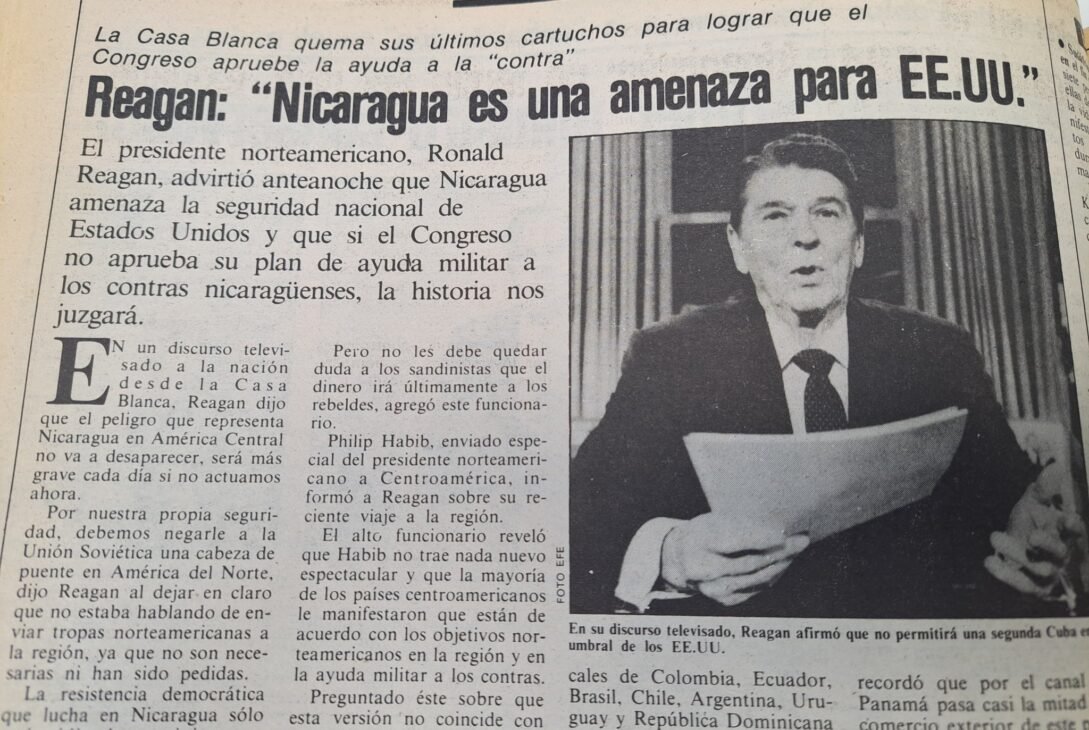 La Casa Blanca quema sus últimos cartuchos para lograr que el
Congreso apruebe la ayuda a la "contra"
Reagan: "Nicaragua es una amenaza para EE.UU."
El presidente norteamericano, Ronald
Reagan, advirtió anteanoche que Nicaragua
amenaza la seguridad nacional de
Estados Unidos y que si el Congreso
no aprueba su plan de ayuda militar a
los contras nicaragüenses, la historia nos
juzgará.
EN un discurso televi-
sado a la nación
desde la Casa
Blanca, Reagan dijo
que el peligro que representa
Nicaragua en América Central
no va a desaparecer, será más
grave cada día si no actuamos
ahora.
Por nuestra propia seguri-
dad, debemos negarle a la
Unión Soviética una cabeza de
puente en América del Norte,
dijo Reagan al dejar en claro
que no estaba hablando de en-
viar tropas norteamericanas a
la región, ya que no son nece-
sarias ni han sido pedidas.
La resistencia democrática
que lucha en Nicaragua sólo
Pero no les debe quedar
duda a los sandinistas que el
dinero irá últimamente a los
rebeldes, agregó este funciona-
rio.
Philip Habib, enviado espe-
cial del presidente norteameri-
cano a Centroamérica, in-
formó a Reagan sobre su re-
ciente viaje a la región.
El alto funcionario reveló
que Habib no trae nada nuevo
espectacular y que la mayoría
de los países centroamericanos
le manifestaron que están de
acuerdo con los objetivos nor-
teamericanos en la región y en
la ayuda militar a los contras.
Preguntado éste sobre que
esta versión no coincide con
FOTO EFE
En su discurso televisado, Reagan afirmó que no permitirá una segunda Cuba en
umbral de los EE.UU.
cales de Colombia, Ecuador,
Brasil, Chile, Argentina, Uru-
guay y República Dominicana
recordó que por el canal
Panamá pasa casi la mitad
comercio exterior de este